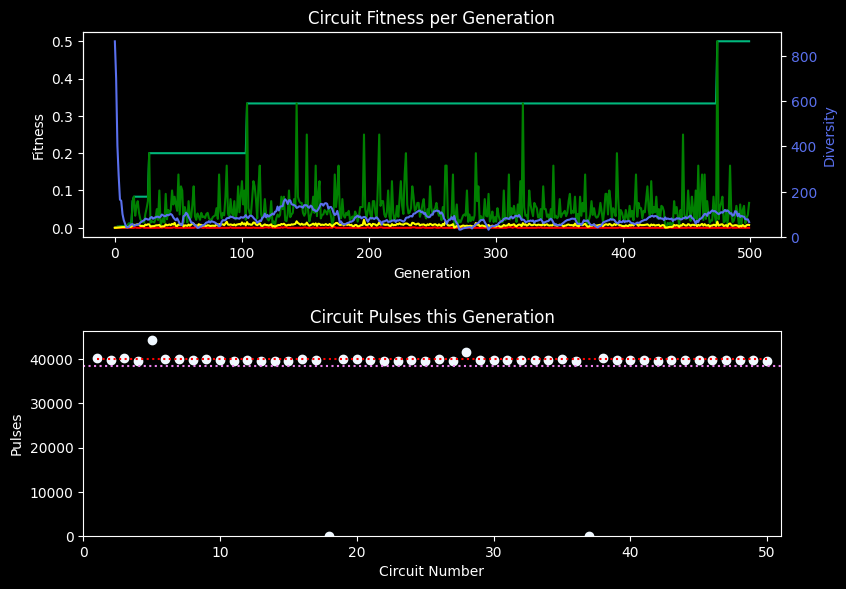 Circuit Fitness per Generation
0.5
0.4
0.3
0.2
0.1
0.0
Fitness
800
600
400
200
0
Diversity
0 100 200 300 400 500
Generation
Circuit Pulses this Generation
40000
30000
20000
10000
0
Pulses
0 10 20 30 40 50
Circuit Number